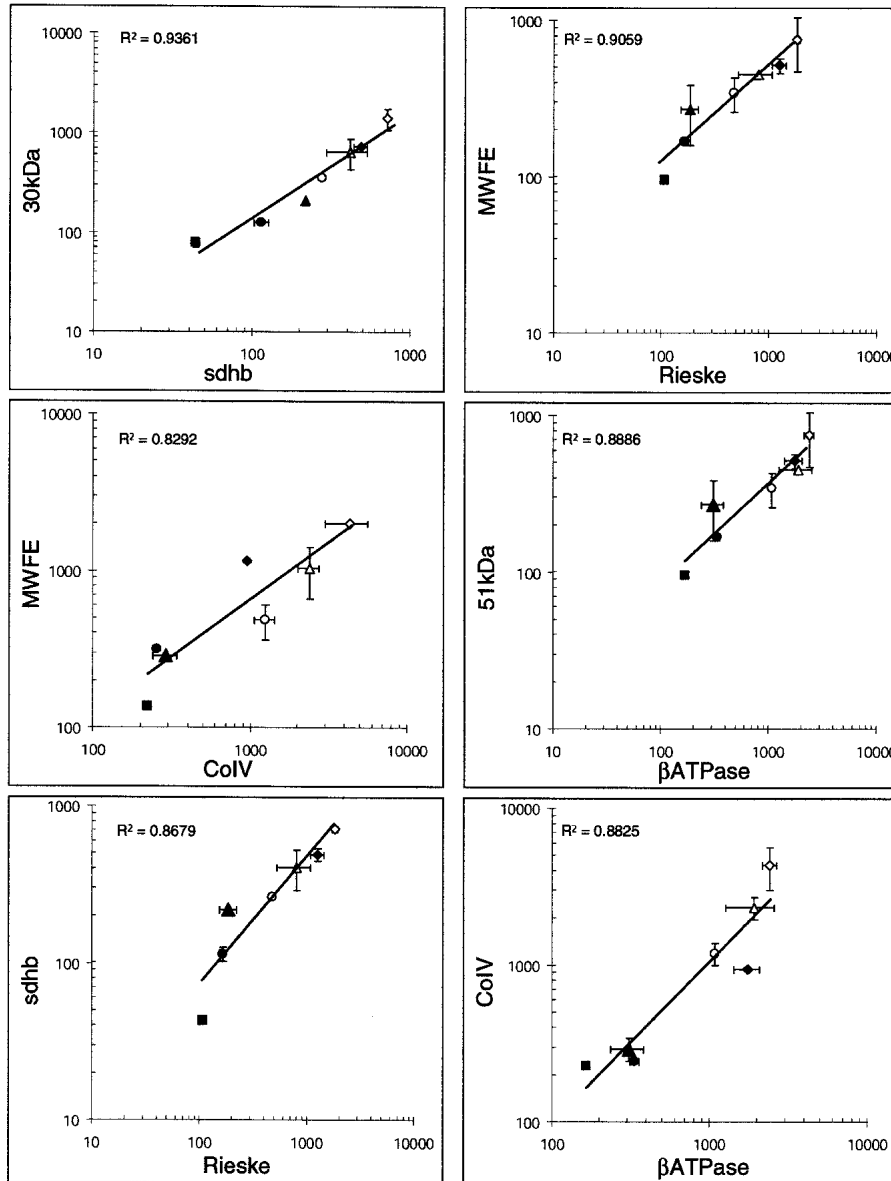 10000
R² = 0.9361
1000
30kDa
100
10
10 100 1000
sdhb
1000
R² = 0.9059
MWFE
100
10
10 100 1000 10000
Rieske
10000
R² = 0.8292
MWFE
1000
100
100 1000 10000
CoIV
1000
R² = 0.8886
51kDa
100
10
10 100 1000 10000
βATPase
1000
R² = 0.8679
sdhb
100
10
10 100 1000 10000
Rieske
10000
R² = 0.8825
CoIV
1000
100
100 1000 10000
βATPase